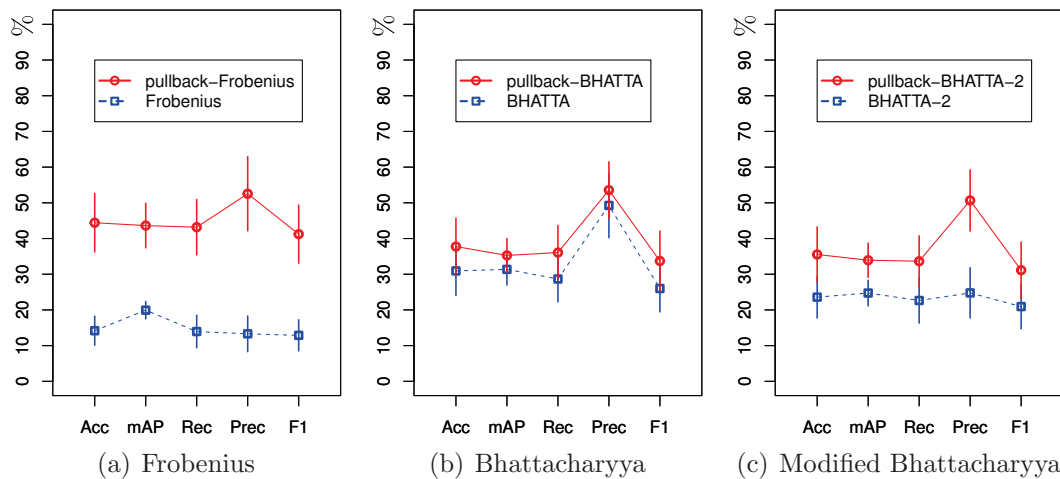 %
0 10 20 30 40 50 60 70 80 90
pullback−Frobenius
Frobenius
Acc mAP Rec Prec F1
(a) Frobenius
%
0 10 20 30 40 50 60 70 80 90
pullback−BHATTA
BHATTA
Acc mAP Rec Prec F1
(b) Bhattacharyya
%
0 10 20 30 40 50 60 70 80 90
pullback−BHATTA−2
BHATTA−2
Acc mAP Rec Prec F1
(c) Modified Bhattacharyya